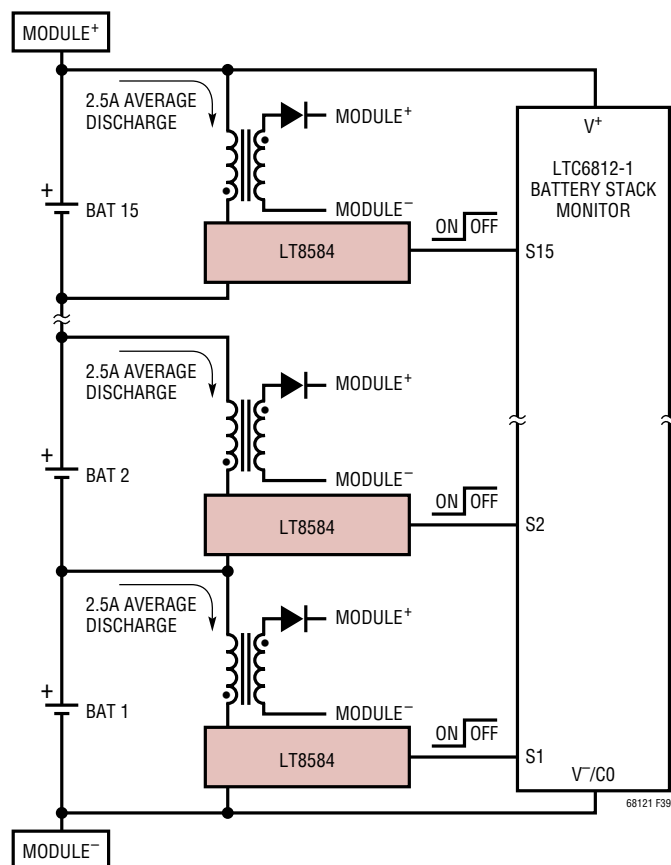 MODULE+
2.5A AVERAGE
DISCHARGE
MODULE+
V+
LTC6812-1
BATTERY STACK
MONITOR
+
BAT 15
MODULE−
ON OFF
LT8584
S15
2.5A AVERAGE
DISCHARGE
MODULE+
+
BAT 2
MODULE−
ON OFF
LT8584
S2
2.5A AVERAGE
DISCHARGE
MODULE+
+
BAT 1
MODULE−
ON OFF
LT8584
S1
V−/C0
68121 F39
MODULE−